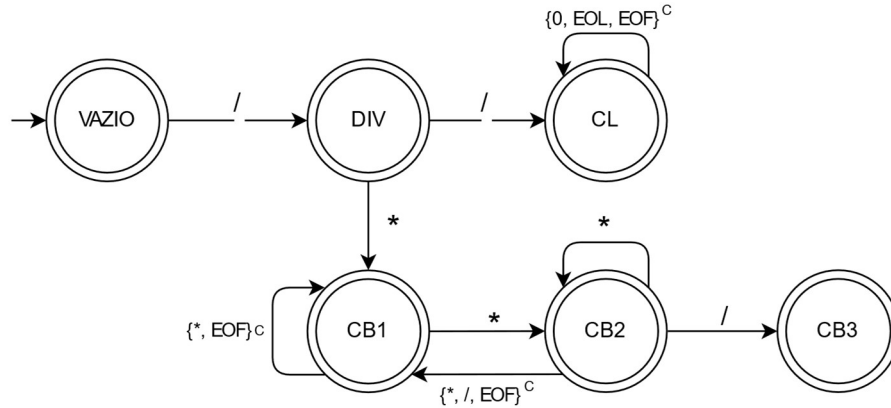 {0, EOL, EOF}C
VAZIO / DIV / CL
*
*
{*, EOF}C CB1 * CB2 / CB3
{*, /, EOF}C